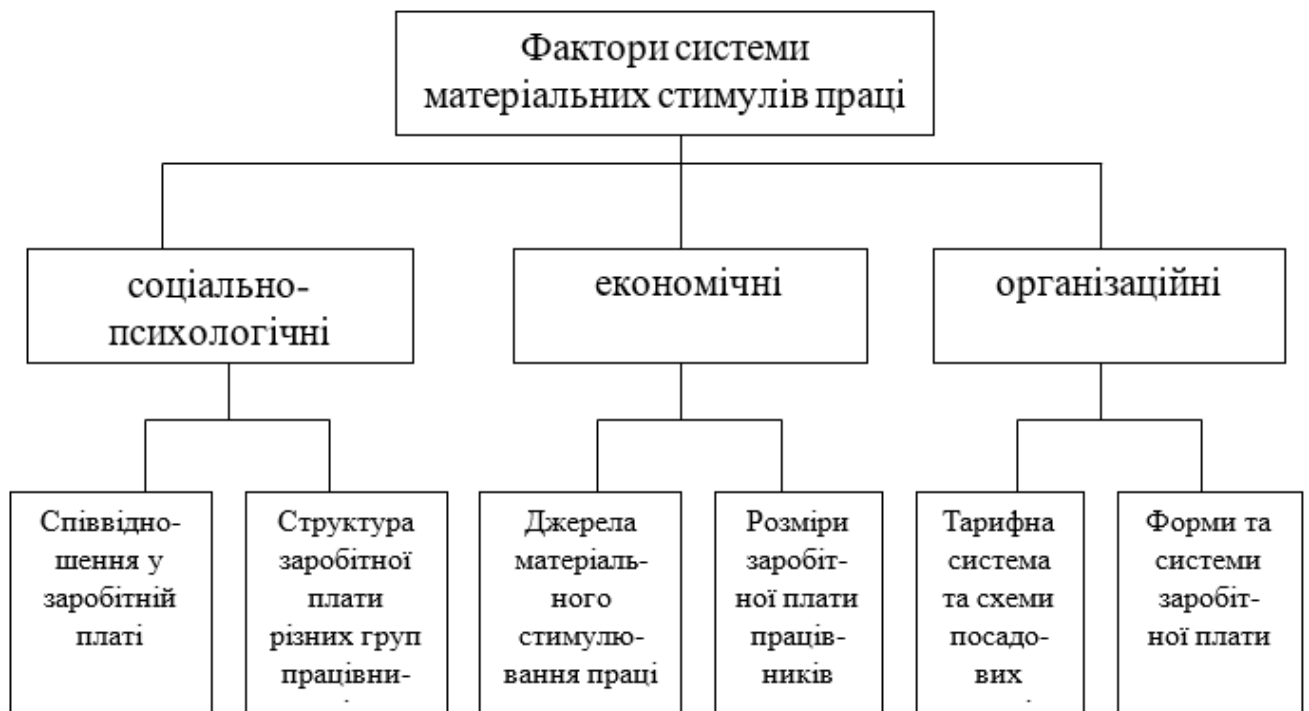 Фактори системи
матеріальних стимулів праці
соціально-
психологічні
економічні
організаційні
Співвідно-
шення у
заробітній
платі
Структура
заробітної
плати
різних груп
працівни-
Джерела
матеріаль-
ного
стимулю-
вання праці
Розміри
заробіт-
ної плати
праців-
ників
Тарифна
система
та схеми
посадо-
вих
Форми та
системи
заробіт-
ної плати